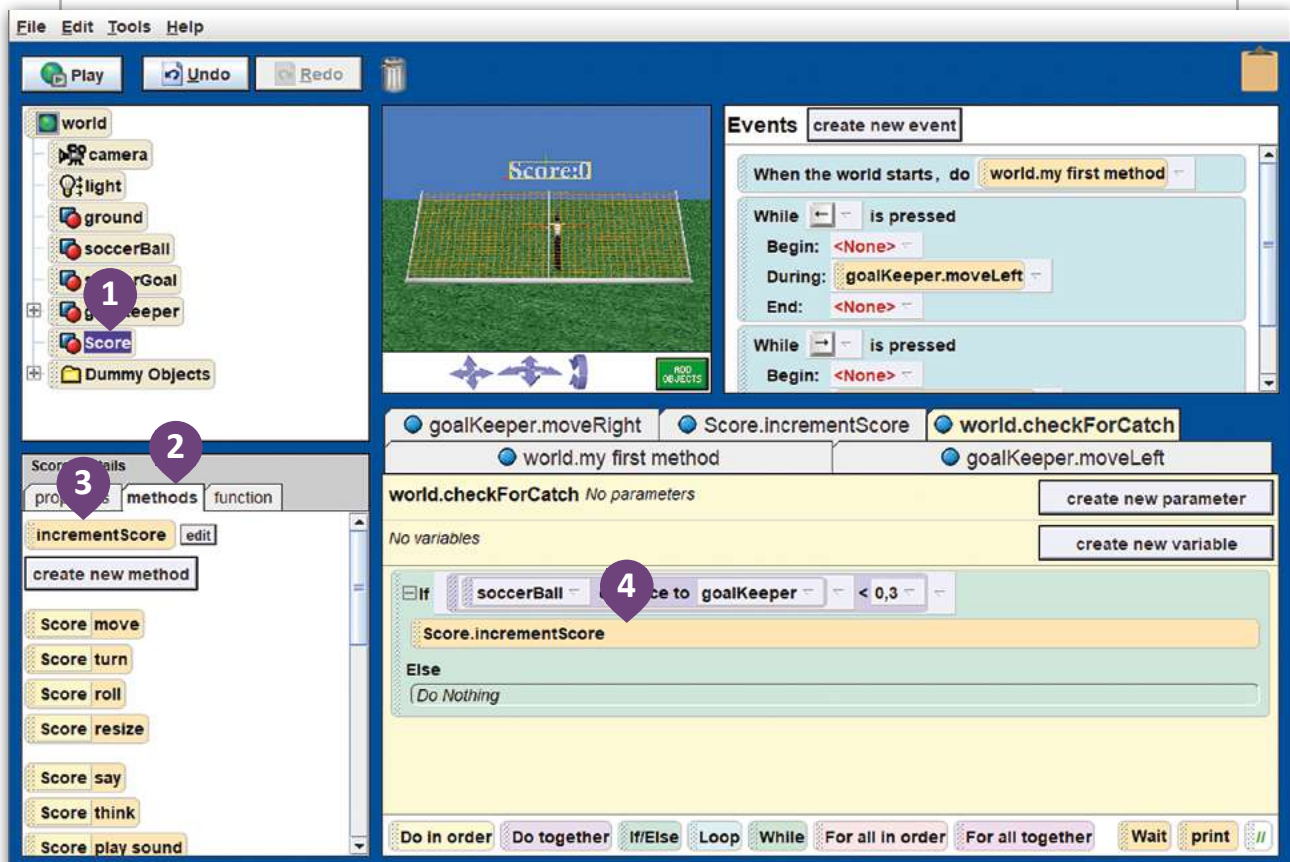 File Edit Tools Help
Play Undo Redo
world
camera
light
ground
soccerBall
Goal
1
Score
Dummy Objects
Score:0
ADD OBJECTS
Events create new event
When the world starts, do world.my first method
While ← is pressed
Begin: <None>
During: goalKeeper.moveLeft
End: <None>
While → is pressed
Begin: <None>
2
3
methods function
incrementScore edit
create new method
Score move
Score turn
Score roll
Score resize
Score say
Score think
Score play sound
goalKeeper.moveRight Score.incrementScore world.checkForCatch
world.my first method goalKeeper.moveLeft
world.checkForCatch No parameters create new parameter
No variables create new variable
4
If soccerBall to goalKeeper < 0,3
Score.incrementScore
Else
Do Nothing
Do in order Do together If/Else Loop While For all in order For all together Wait print //